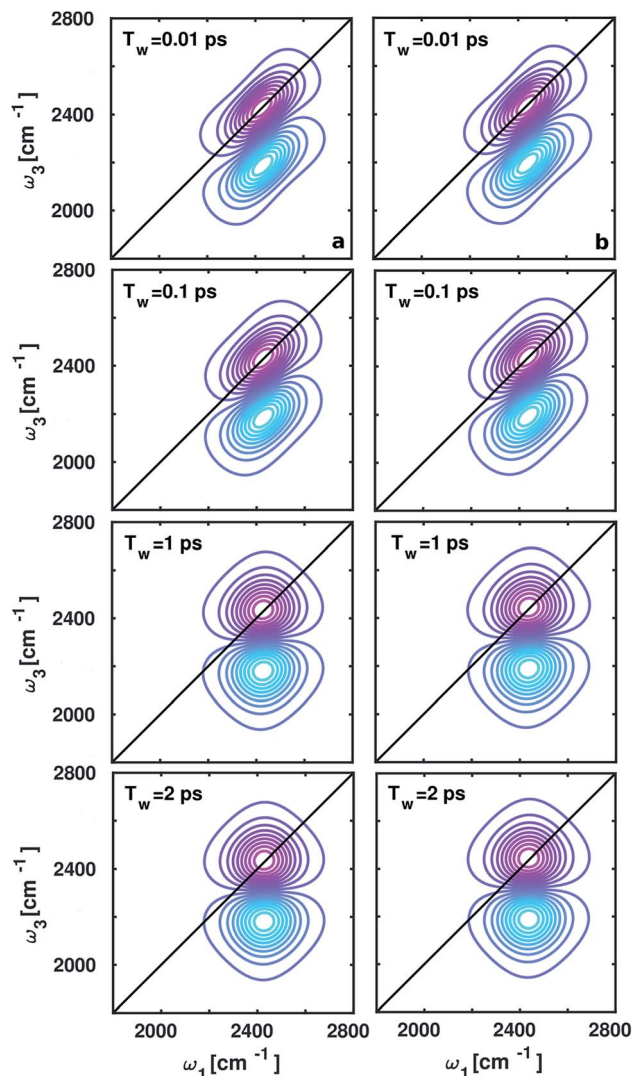 2800
T_w=0.01 ps
T_w=0.01 ps
2400
ω_3[cm⁻¹]
2000
a
b
2800
T_w=0.1 ps
T_w=0.1 ps
2400
ω_3[cm⁻¹]
2000
2800
T_w=1 ps
T_w=1 ps
2400
ω_3[cm⁻¹]
2000
2800
T_w=2 ps
T_w=2 ps
2400
ω_3[cm⁻¹]
2000
2000 2400 2800
2000 2400 2800
ω_1[cm⁻¹]
ω_1[cm⁻¹]